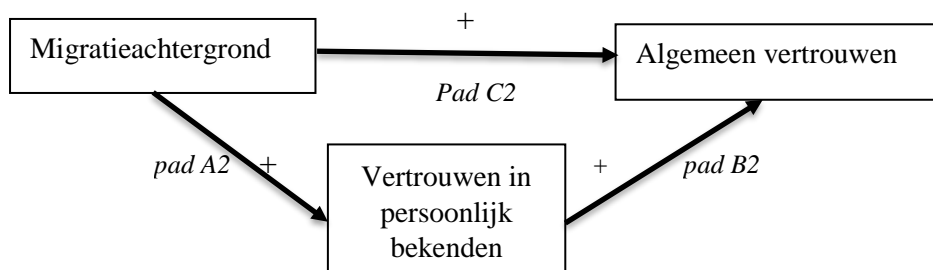 +
Migratieachtergrond
Algemeen vertrouwen
Pad C2
pad A2 +
+ pad B2
Vertrouwen in
persoonlijk
bekenden